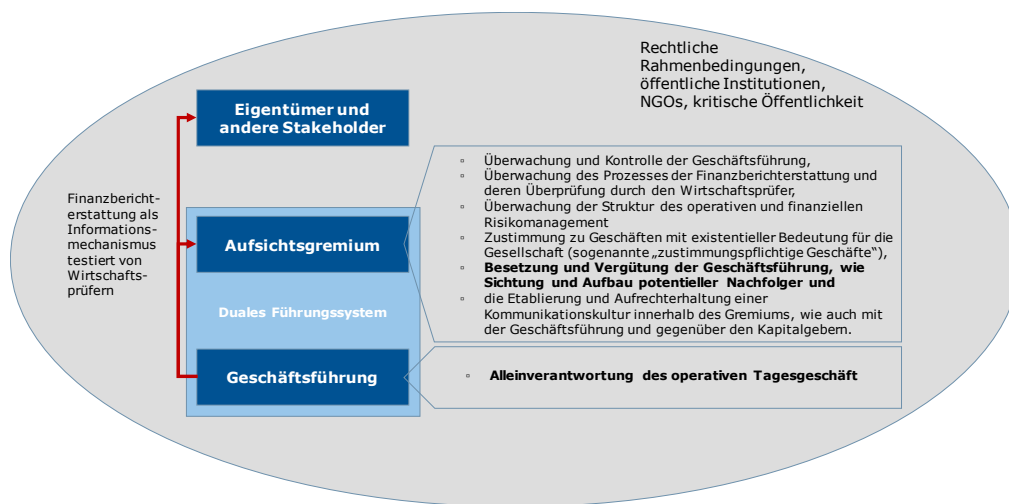 Rechtliche
Rahmenbedingungen,
öffentliche Institutionen,
NGOs, kritische Öffentlichkeit
Eigentümer und
andere Stakeholder
Finanzbericht-
erstattung als
Informations-
mechanismus
testiert von
Wirtschafts-
prüfern
Aufsichtsgremium
Duales Führungssystem
Geschäftsführung
▫ Überwachung und Kontrolle der Geschäftsführung,
▫ Überwachung des Prozesses der Finanzberichterstattung und
deren Überprüfung durch den Wirtschaftsprüfer,
▫ Überwachung der Struktur des operativen und finanziellen
Risikomanagement
▫ Zustimmung zu Geschäften mit existentieller Bedeutung für die
Gesellschaft (sogenannte „zustimmungspflichtige Geschäfte“),
▫ Besetzung und Vergütung der Geschäftsführung, wie
Sichtung und Aufbau potentieller Nachfolger und
▫ die Etablierung und Aufrechterhaltung einer
Kommunikationskultur innerhalb des Gremiums, wie auch mit
der Geschäftsführung und gegenüber den Kapitalgebern.
▫ Alleinverantwortung des operativen Tagesgeschäft